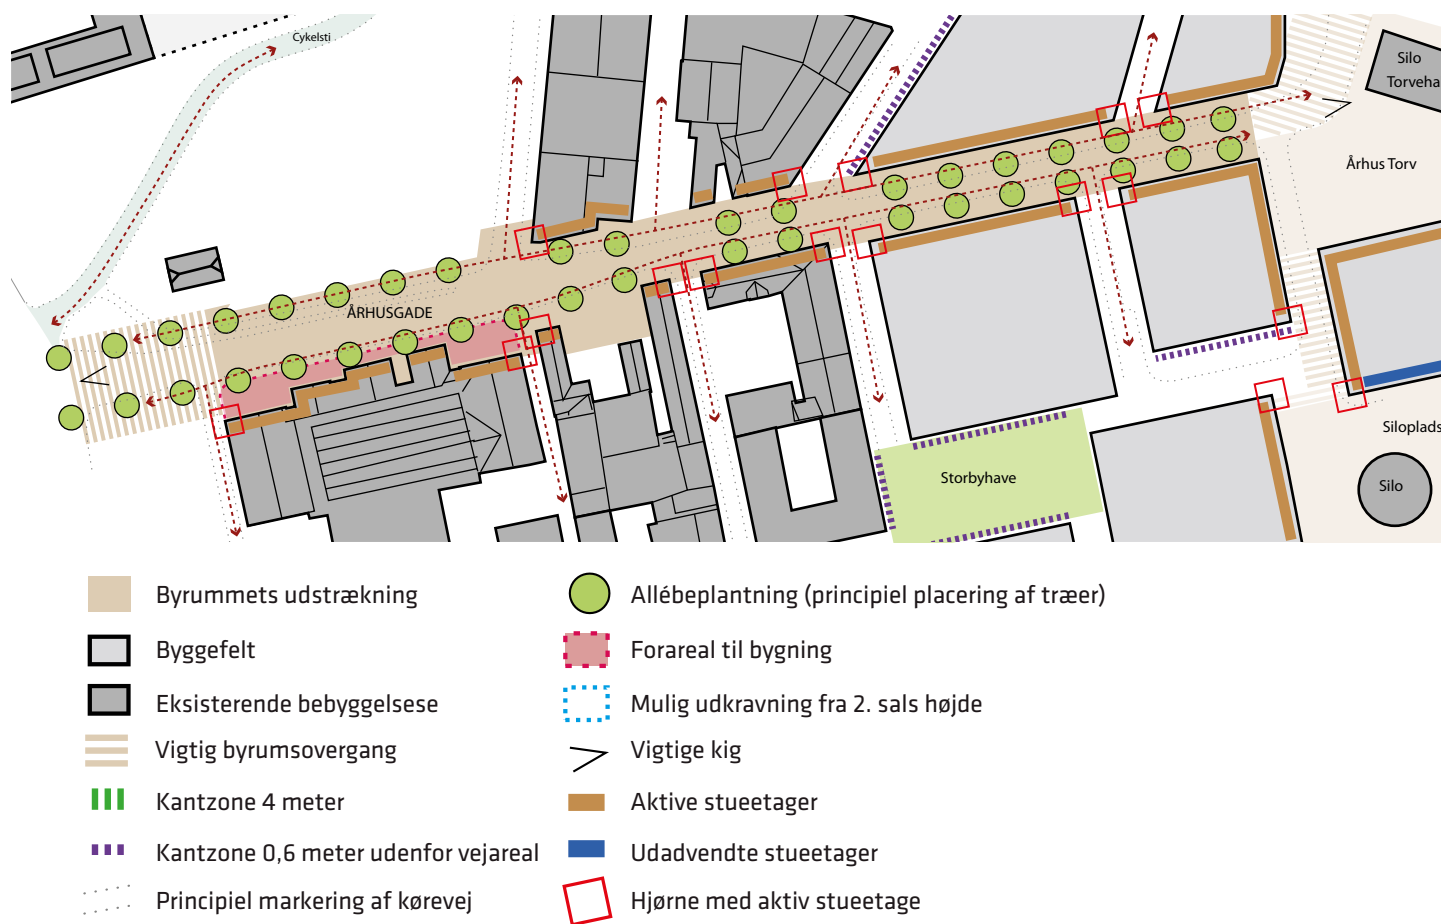 Cykelsti
Silo
Torveha
Århus Torv
ÅRHUSGADE
Siloplads
Storbyhave
Silo
Byrummets udstrækning
Allébeplantning (principiel placering af træer)
Byggefelt
Forareal til bygning
Eksisterende bebyggelsese
Mulig udkravning fra 2. sals højde
Vigtig byrumsovergang
Vigtige kig
Kantzone 4 meter
Aktive stueetager
Kantzone 0,6 meter udenfor vejareal
Udadvendte stueetager
Principiel markering af kørevej
Hjørne med aktiv stueetage